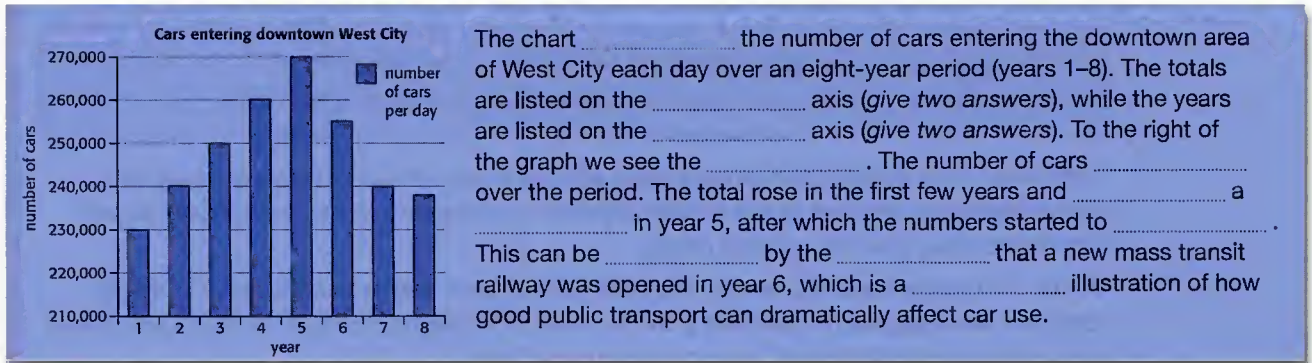 Cars entering downtown West City
270,000
260,000
250,000
240,000
230,000
220,000
210,000
number of cars
1 2 3 4 5 6 7 8
year
number
of cars
per day
The chart ............................ the number of cars entering the downtown area
of West City each day over an eight-year period (years 1–8). The totals
are listed on the ............................ axis (give two answers), while the years
are listed on the ............................ axis (give two answers). To the right of
the graph we see the ............................ . The number of cars ............................
over the period. The total rose in the first few years and ............................ a
............................ in year 5, after which the numbers started to ............................ .
This can be ............................ by the ............................ that a new mass transit
railway was opened in year 6, which is a ............................ illustration of how
good public transport can dramatically affect car use.